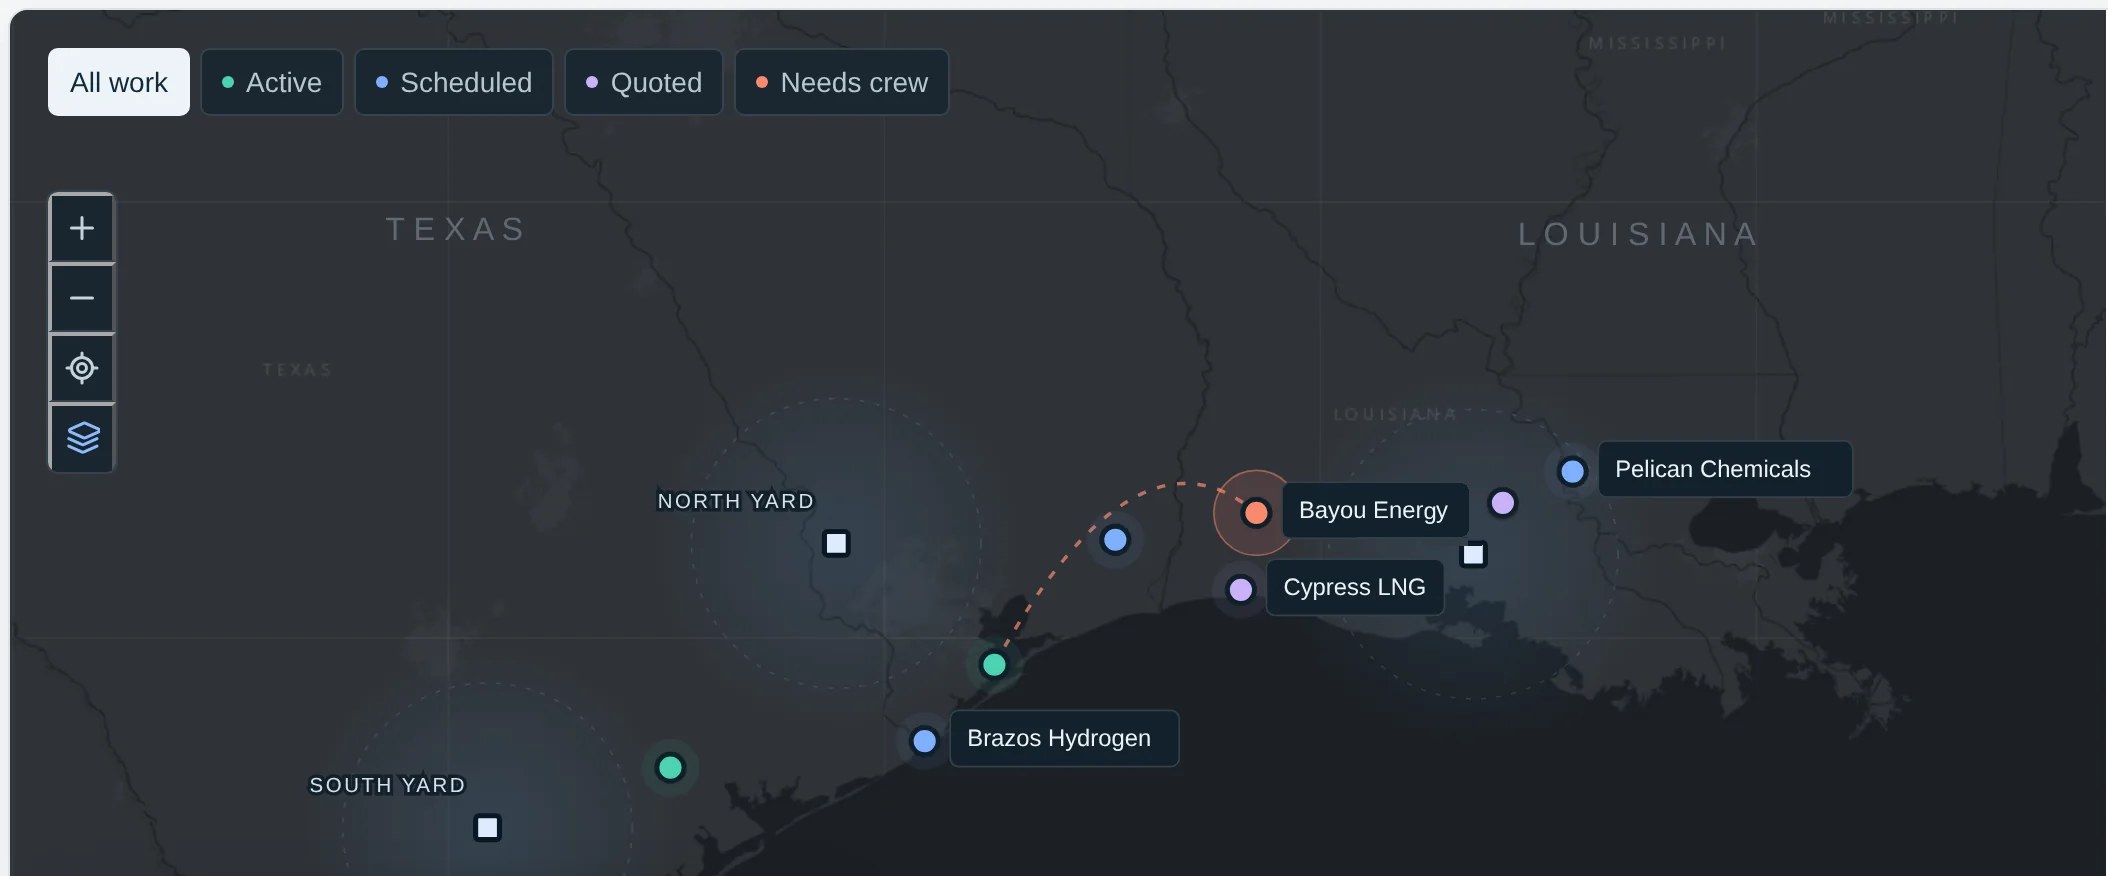 MISSISSIPPI
MISSISSIPPI
All work
Active
Scheduled
Quoted
Needs crew
TEXAS
LOUISIANA
TEXAS
LOUISIANA
Pelican Chemicals
NORTH YARD
Bayou Energy
Cypress LNG
Brazos Hydrogen
SOUTH YARD